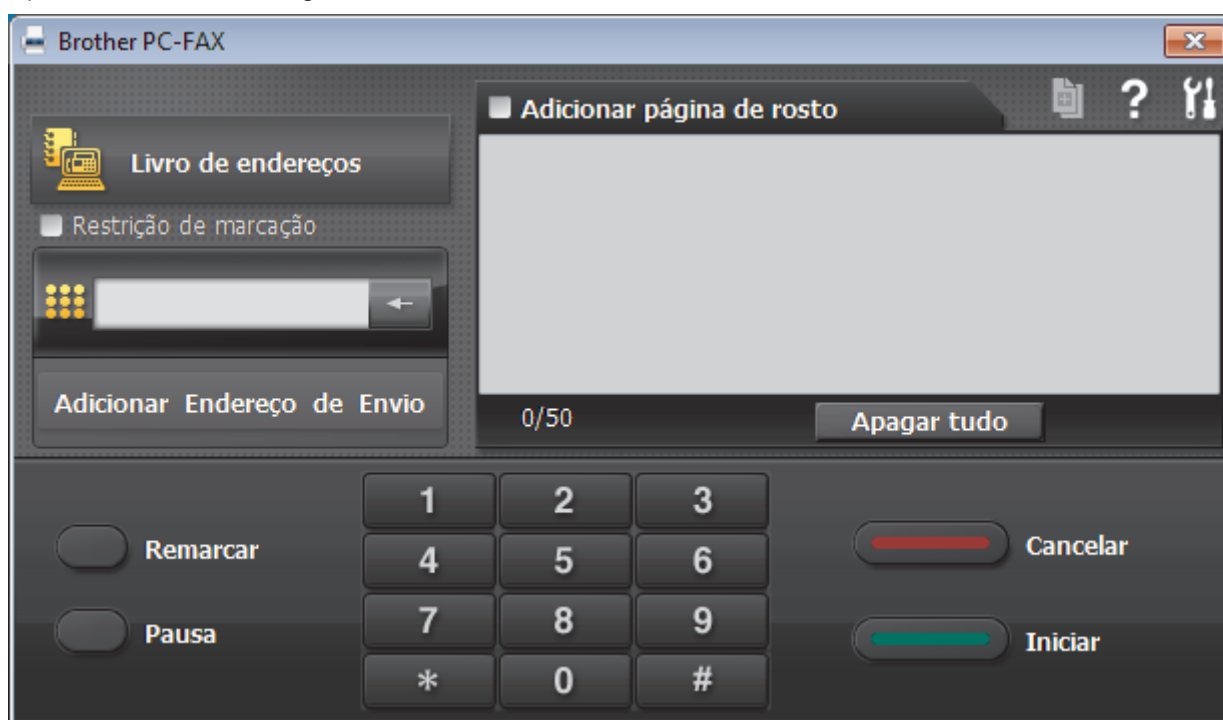 Brother PC-FAX
Adicionar página de rosto
?
Livro de endereços
Restrição de marcação
Adicionar Endereço de Envio
0/50
Apagar tudo
1 2 3
4 5 6
7 8 9
* 0 #
Remarcar
Pausa
Cancelar
Iniciar